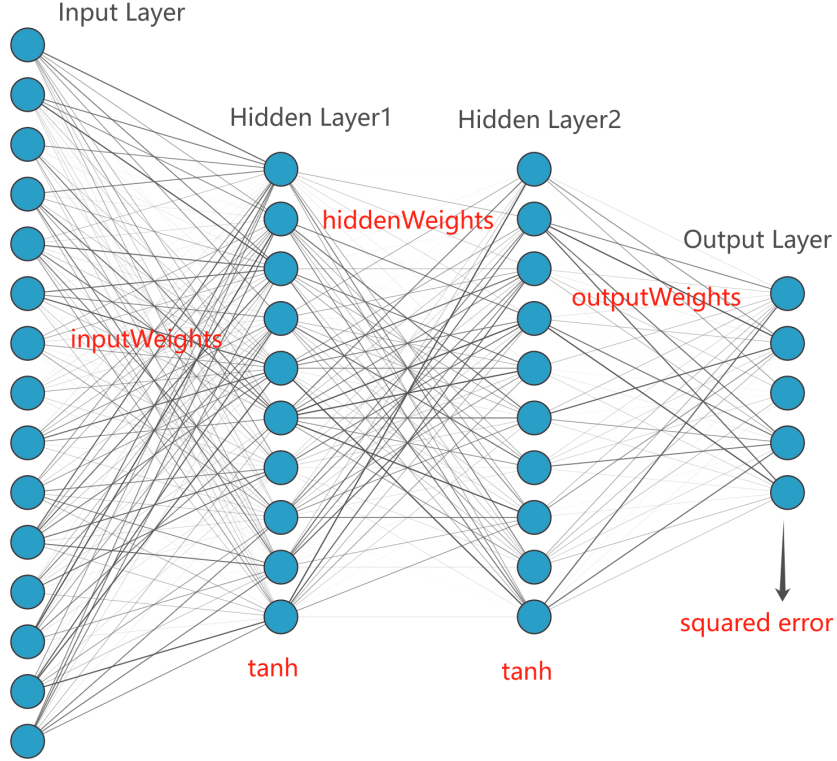 Input Layer
Hidden Layer1
Hidden Layer2
hiddenWeights
Output Layer
outputWeights
inputWeights
squared error
tanh
tanh